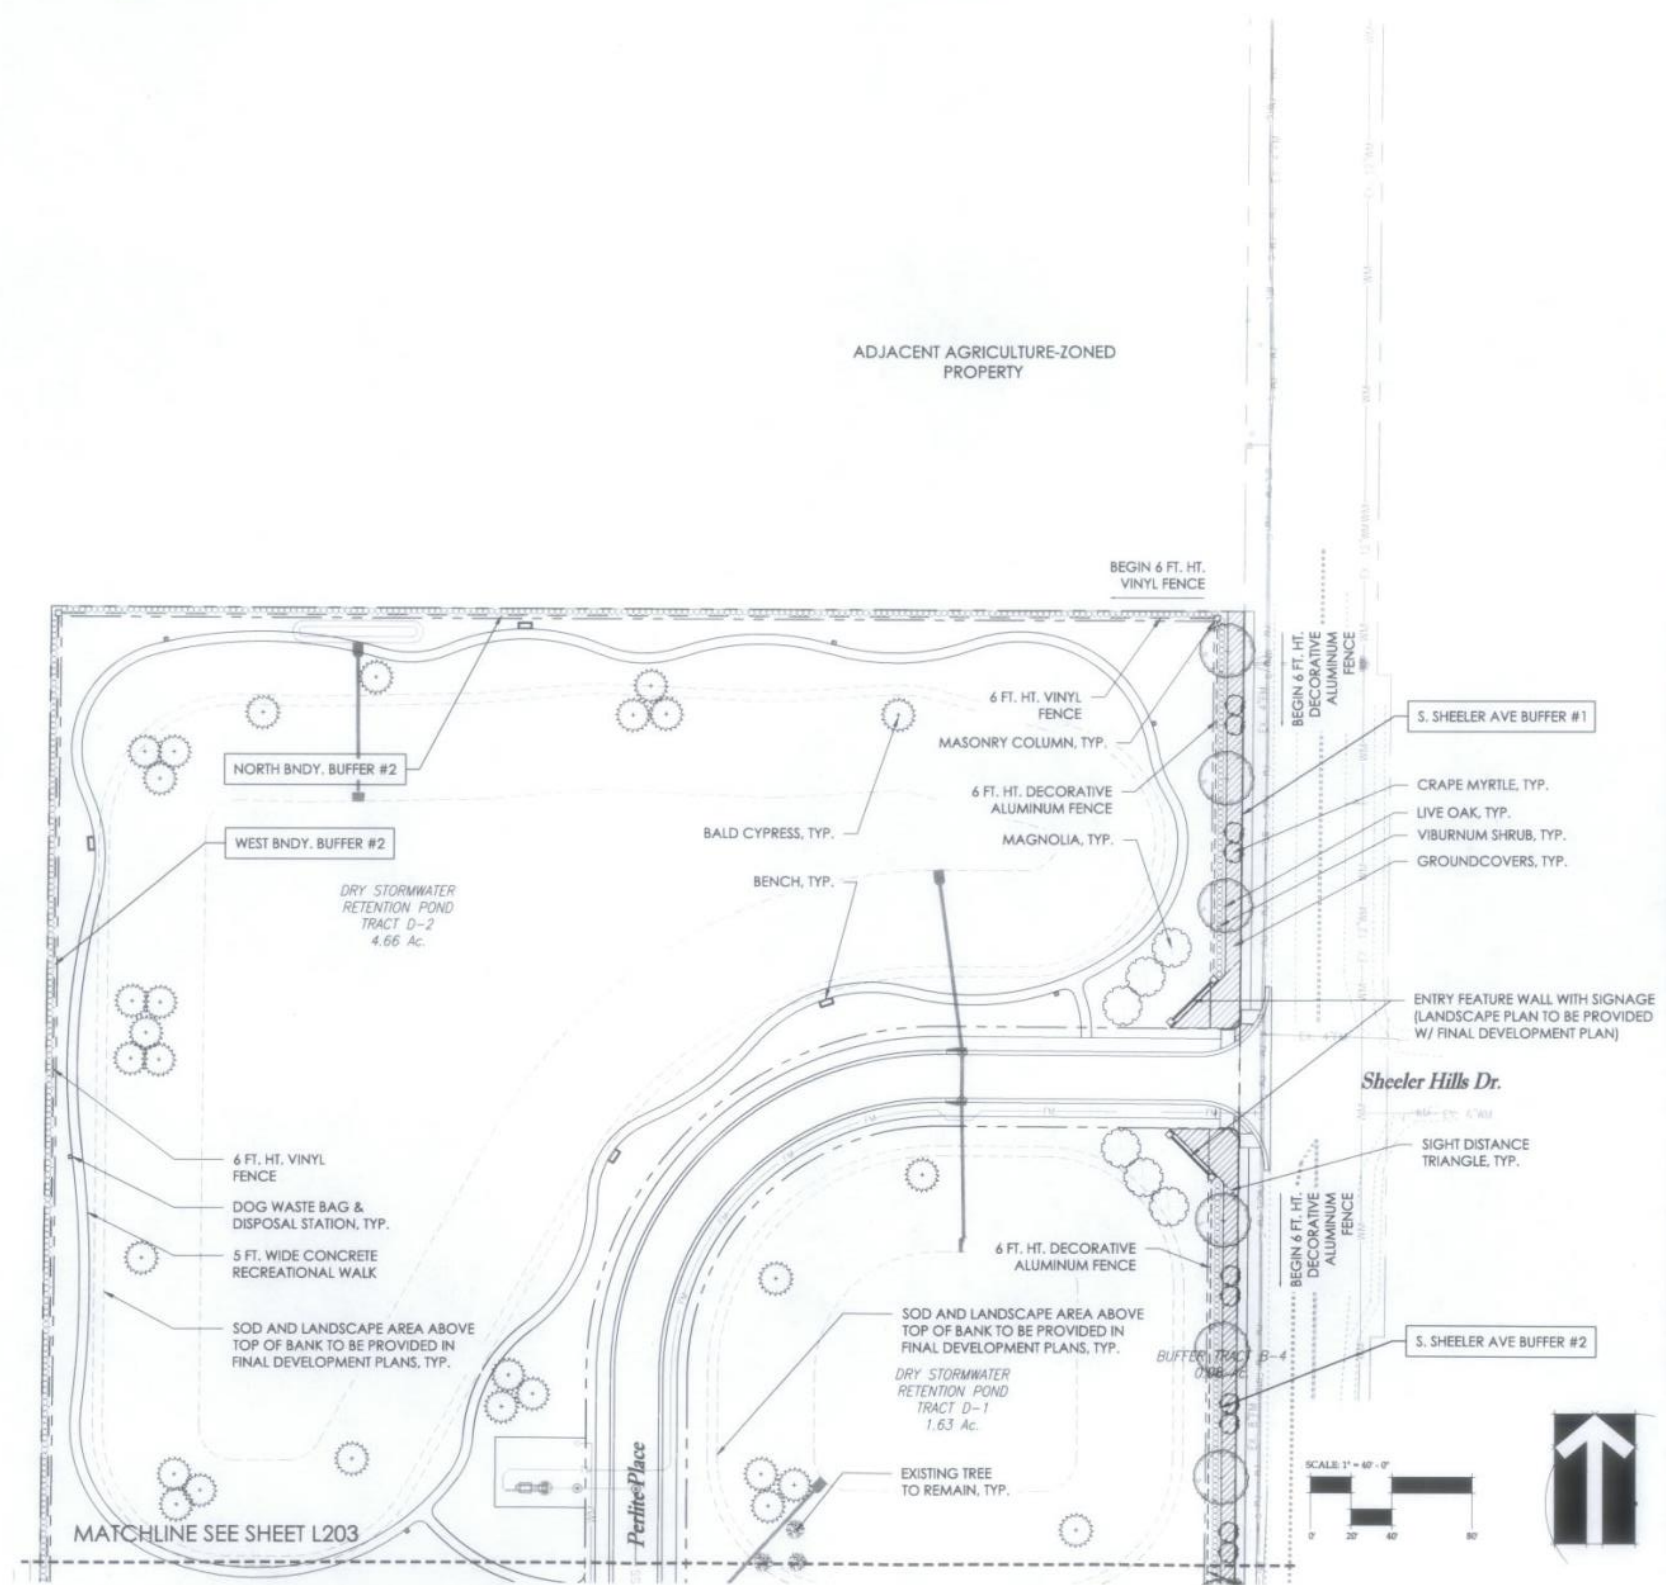 ADJACENT AGRICULTURE-ZONED
PROPERTY
BEGIN 6 FT. HT.
VINYL FENCE
BEGIN 6 FT. HT.
DECORATIVE
ALUMINUM
FENCE
6 FT. HT. VINYL
FENCE
MASONRY COLUMN, TYP.
6 FT. HT. DECORATIVE
ALUMINUM FENCE
MAGNOLIA, TYP.
S. SHEELER AVE BUFFER #1
CRAPE MYRTLE, TYP.
LIVE OAK, TYP.
VIBURNUM SHRUB, TYP.
GROUNDCOVERS, TYP.
NORTH BNDY. BUFFER #2
WEST BNDY. BUFFER #2
BALD CYPRESS, TYP.
BENCH, TYP.
DRY STORMWATER
RETENTION POND
TRACT D-2
4.66 Ac.
ENTRY FEATURE WALL WITH SIGNAGE
(LANDSCAPE PLAN TO BE PROVIDED
W/ FINAL DEVELOPMENT PLAN)
Sheeler Hills Dr.
SIGHT DISTANCE
TRIANGLE, TYP.
BEGIN 6 FT. HT.
DECORATIVE
ALUMINUM
FENCE
6 FT. HT. VINYL
FENCE
DOG WASTE BAG &
DISPOSAL STATION, TYP.
5 FT. WIDE CONCRETE
RECREATIONAL WALK
SOD AND LANDSCAPE AREA ABOVE
TOP OF BANK TO BE PROVIDED IN
FINAL DEVELOPMENT PLANS, TYP.
6 FT. HT. DECORATIVE
ALUMINUM FENCE
SOD AND LANDSCAPE AREA ABOVE
TOP OF BANK TO BE PROVIDED IN
FINAL DEVELOPMENT PLANS, TYP.
DRY STORMWATER
RETENTION POND
TRACT D-1
1.63 Ac.
BUFFER TRACT B-4
S. SHEELER AVE BUFFER #2
EXISTING TREE
TO REMAIN, TYP.
Perlite Place
SCALE: 1" = 40'-0"
0' 20' 40' 80'
MATCHLINE SEE SHEET L203